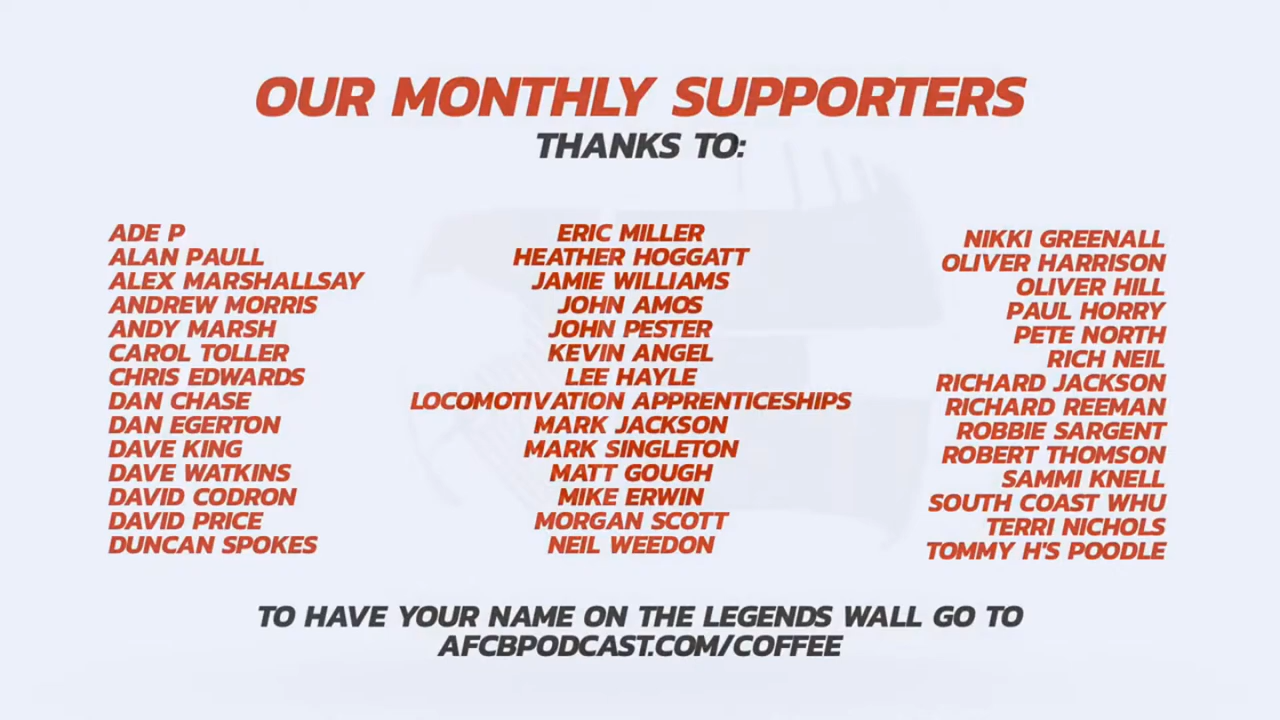 OUR MONTHLY SUPPORTERS
THANKS TO:
ADE P
ALAN PAULL
ALEX MARSHALLSAY
ANDREW MORRIS
ANDY MARSH
CAROL TOLLER
CHRIS EDWARDS
DAN CHASE
DAN EGERTON
DAVE KING
DAVE WATKINS
DAVID CODRON
DAVID PRICE
DUNCAN SPOKES
ERIC MILLER
HEATHER HOGGATT
JAMIE WILLIAMS
JOHN AMOS
JOHN PESTER
KEVIN ANGEL
LEE HAYLE
LOCOMOTIVATION APPRENTICESHIPS
MARK JACKSON
MARK SINGLETON
MATT GOUGH
MIKE ERWIN
MORGAN SCOTT
NEIL WEEDON
NIKKI GREENALL
OLIVER HARRISON
OLIVER HILL
PAUL HORRY
PETE NORTH
RICH NEIL
RICHARD JACKSON
RICHARD REEMAN
ROBBIE SARGENT
ROBERT THOMSON
SAMMI KNELL
SOUTH COAST WHU
TERRI NICHOLS
TOMMY H'S POODLE
TO HAVE YOUR NAME ON THE LEGENDS WALL GO TO
AFCBPODCAST.COM/COFFEE